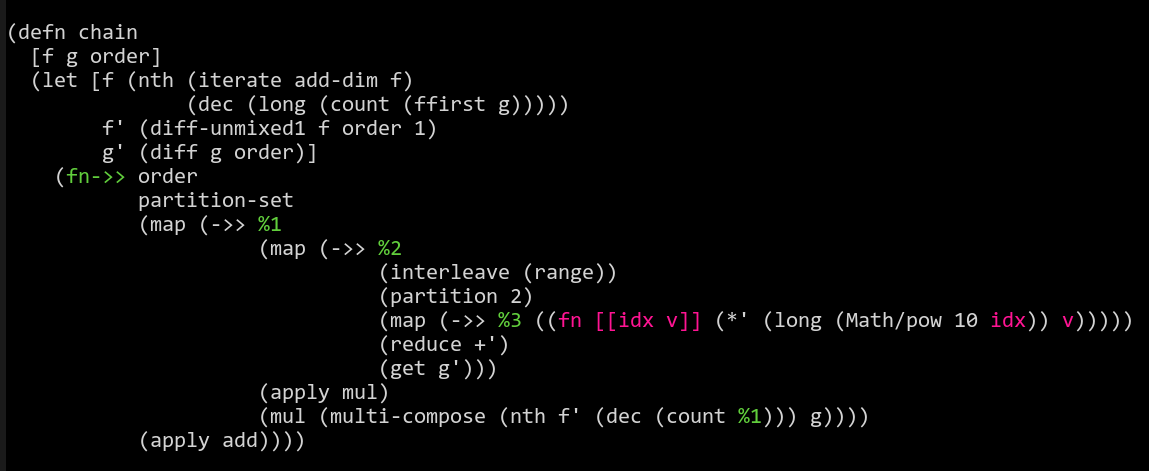 (defn chain
  [f g order]
  (let [f (nth (iterate add-dim f)
               (dec (long (count (ffirst g)))))
        f' (diff-unmixed1 f order 1)
        g' (diff g order)]
    (fn->> order
           partition-set
           (map (->> %1
                     (map (->> %2
                               (interleave (range))
                               (partition 2)
                               (map (->> %3 ((fn [[idx v]] (*' (long (Math/pow 10 idx)) v)))))
                               (reduce +')
                               (get g')))
                     (apply mul)
                     (mul (multi-compose (nth f' (dec (count %1))) g))))
           (apply add))))